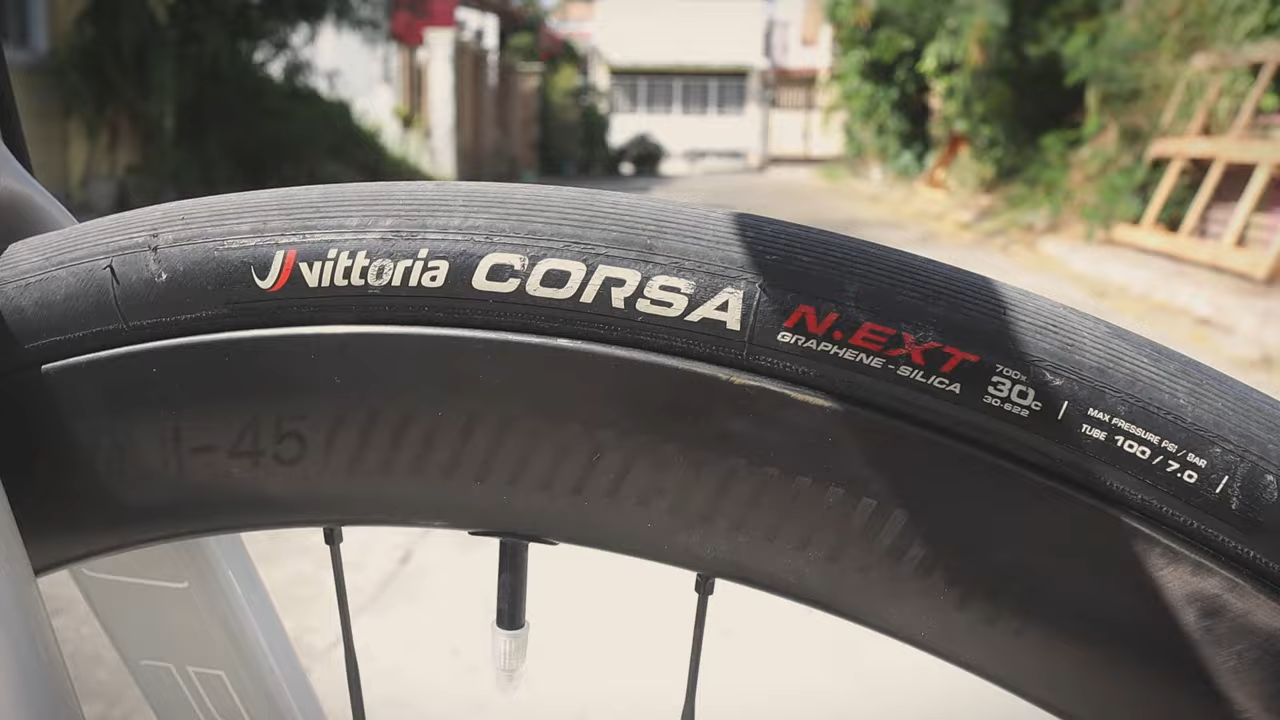 vittoria CORSA
N.EXT
GRAPHENE - SILICA
700x
30c
30-622
MAX PRESSURE PSI / BAR
TUBE 100 / 7.0
-45